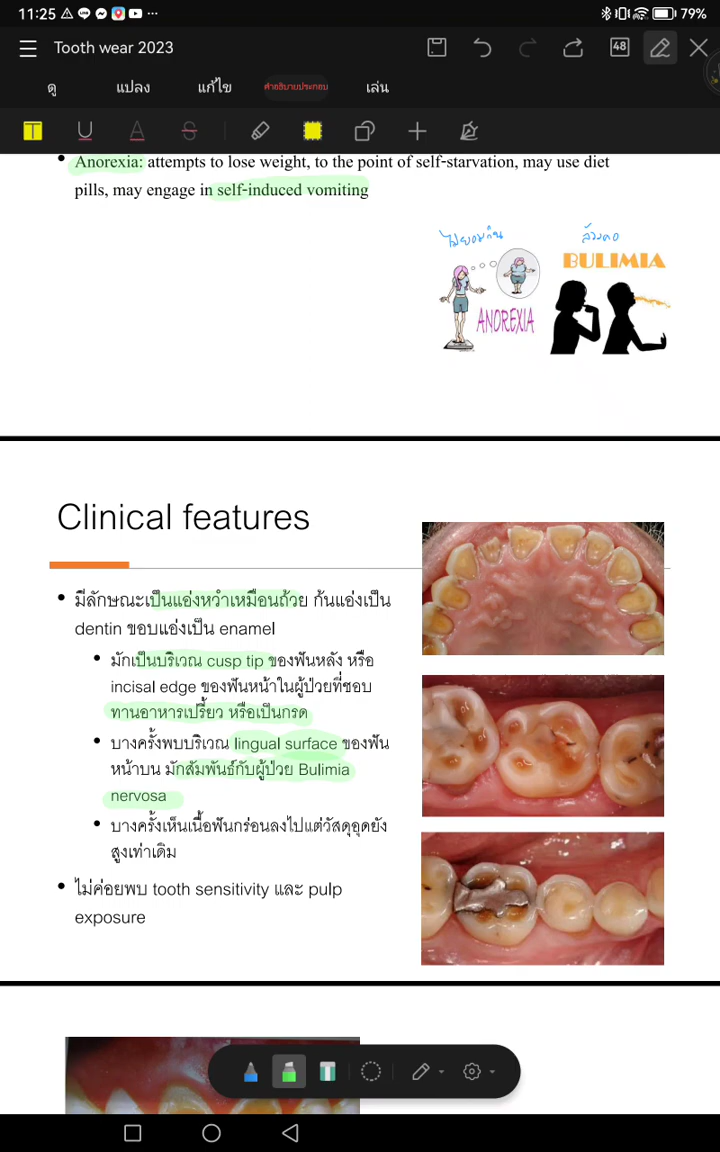 11:25
79%
Tooth wear 2023
48
ดู แปลง แก้ไข คำอธิบายประกอบ เล่น
T U A S
• Anorexia: attempts to lose weight, to the point of self-starvation, may use diet
pills, may engage in self-induced vomiting
ไม่ยอมกิน
ล้วงคอ
BULIMIA
ANOREXIA
Clinical features
• มีลักษณะเป็นแอ่งหวำเหมือนถ้วย ก้นแอ่งเป็น
dentin ขอบแอ่งเป็น enamel
• มักเป็นบริเวณ cusp tip ของฟันหลัง หรือ
incisal edge ของฟันหน้าในผู้ป่วยที่ชอบ
ทานอาหารเปรี้ยว หรือเป็นกรด
• บางครั้งพบบริเวณ lingual surface ของฟัน
หน้าบน มักสัมพันธ์กับผู้ป่วย Bulimia
nervosa
• บางครั้งเห็นเนื้อฟันกร่อนลงไปแต่วัสดุอุดยัง
สูงเท่าเดิม
• ไม่ค่อยพบ tooth sensitivity และ pulp
exposure